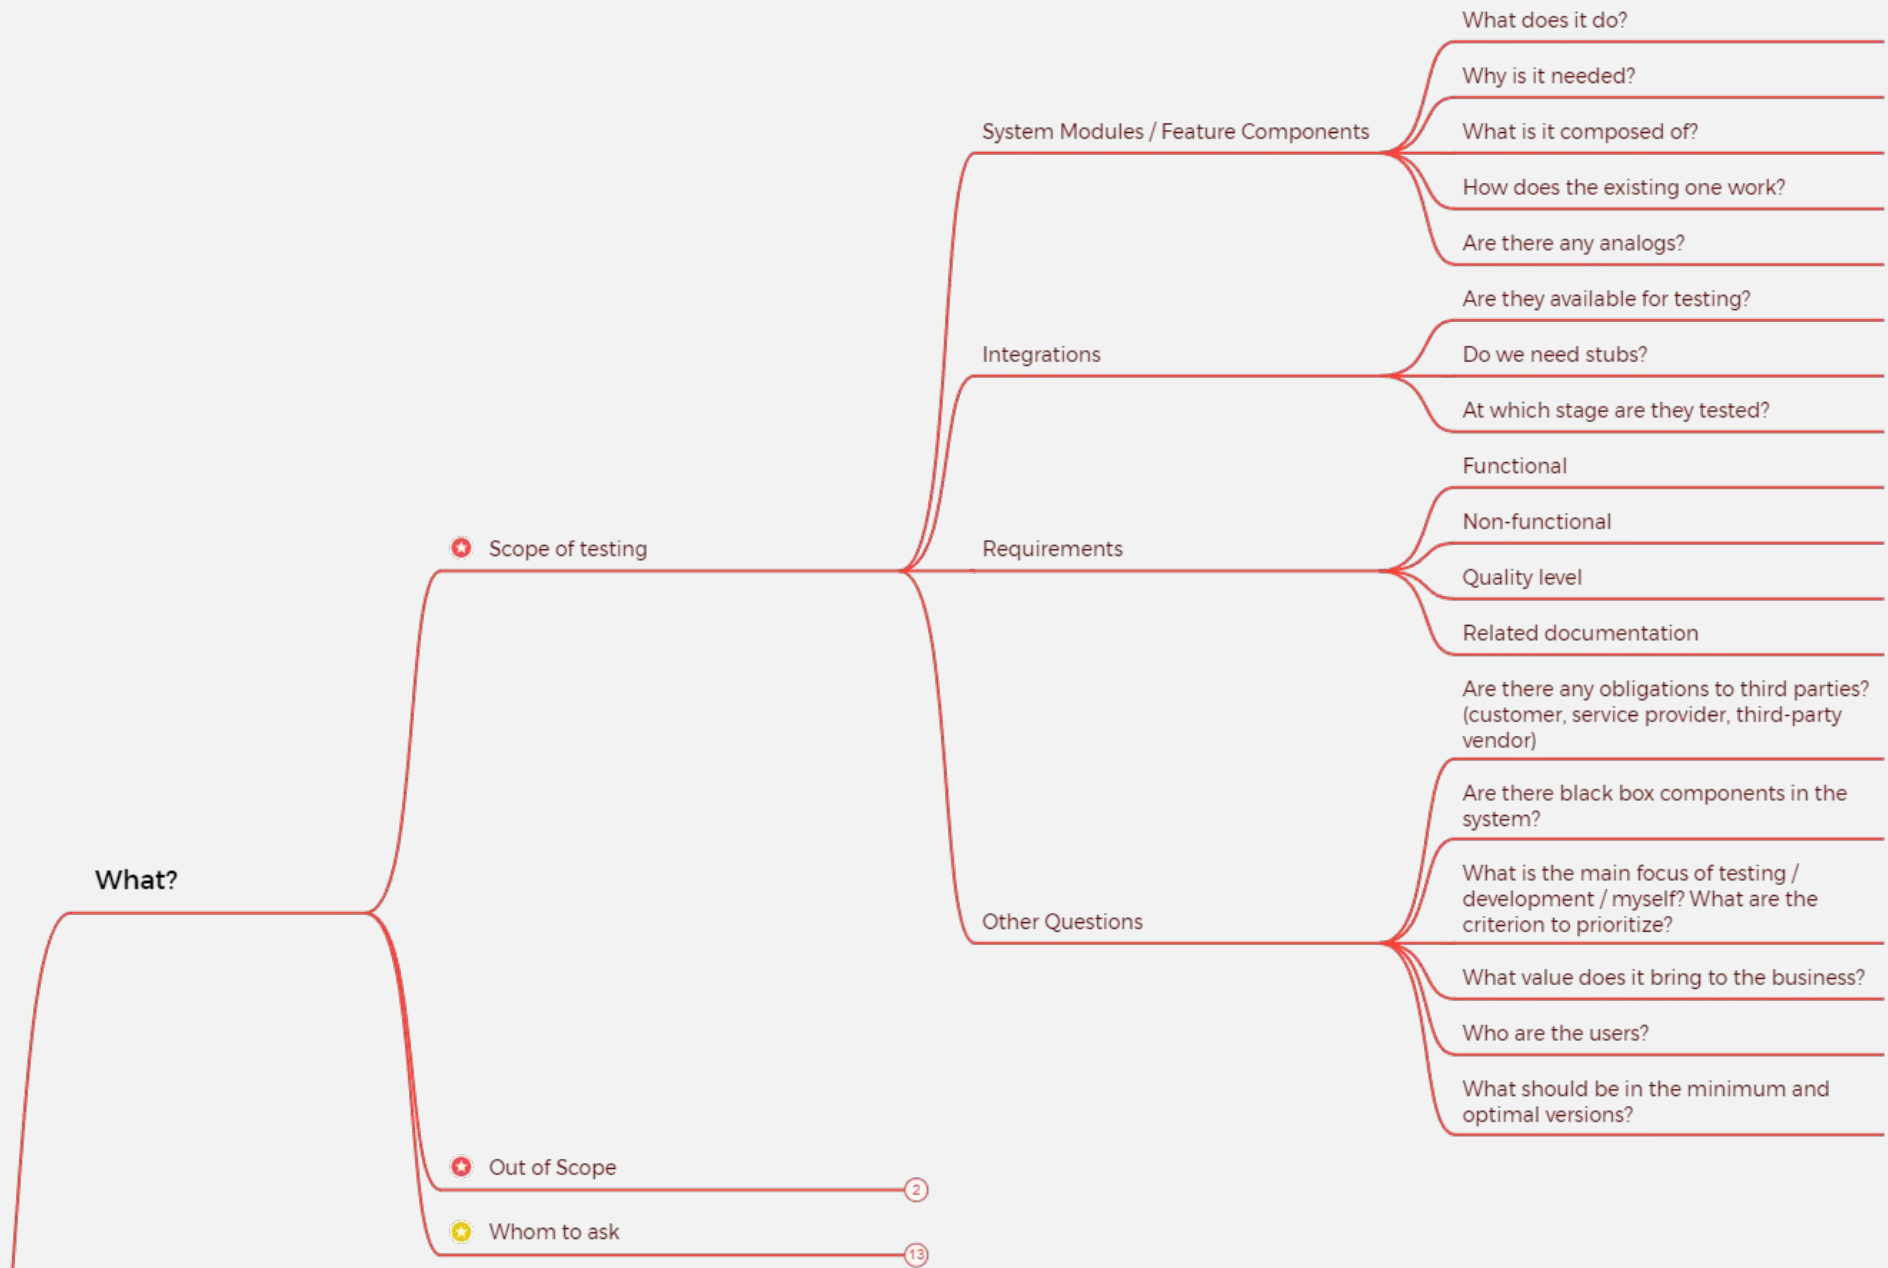 What does it do?
Why is it needed?
System Modules / Feature Components
What is it composed of?
How does the existing one work?
Are there any analogs?
Are they available for testing?
Integrations
Do we need stubs?
At which stage are they tested?
Functional
Non-functional
Scope of testing
Requirements
Quality level
Related documentation
Are there any obligations to third parties?
(customer, service provider, third-party
vendor)
Are there black box components in the
system?
What?
What is the main focus of testing /
development / myself? What are the
criterion to prioritize?
Other Questions
What value does it bring to the business?
Who are the users?
What should be in the minimum and
optimal versions?
Out of Scope
2
Whom to ask
13